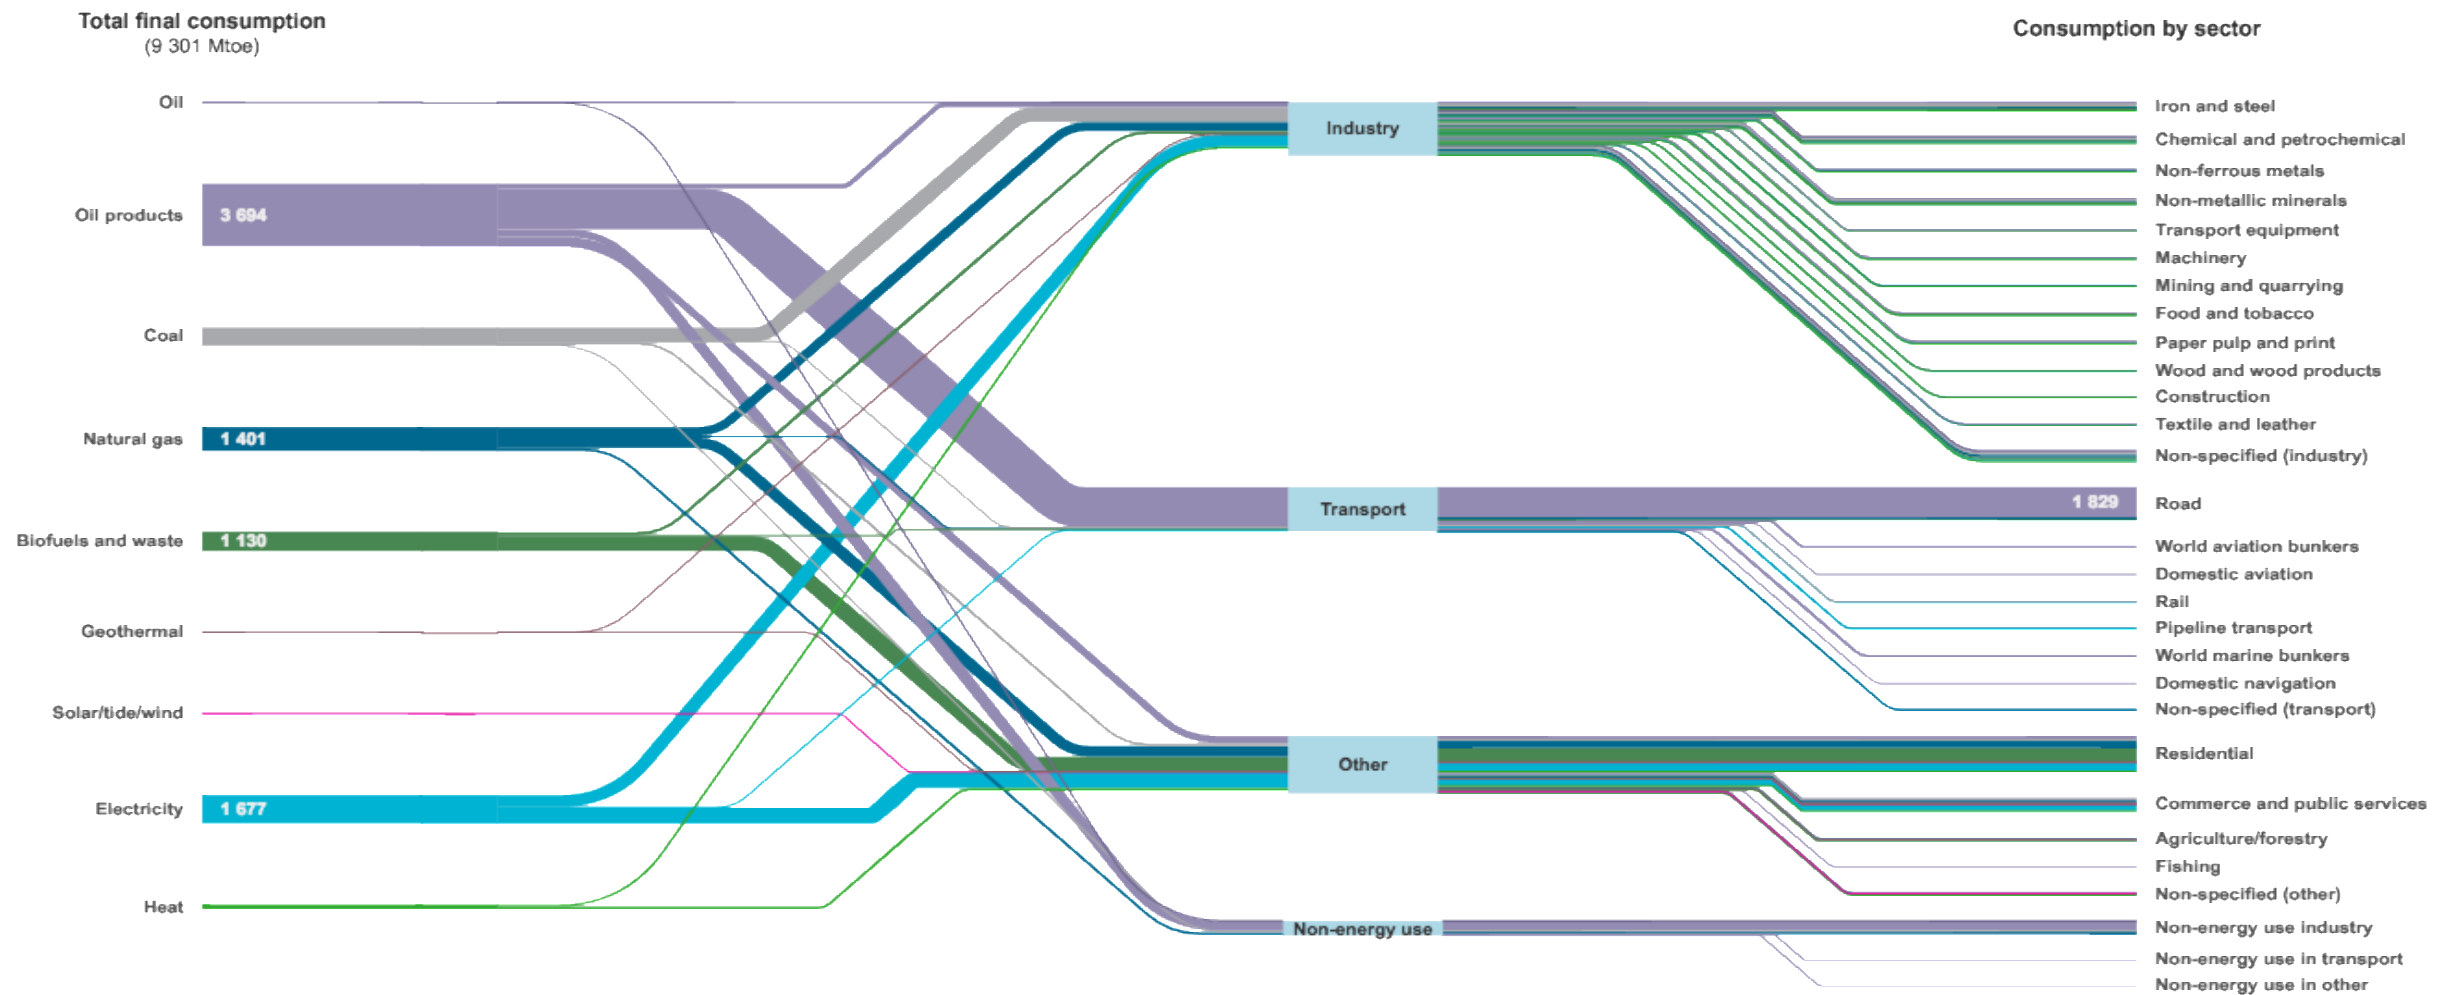 Total final consumption
(9 301 Mtoe)
Consumption by sector
Oil
Oil products
3 694
Coal
Natural gas
1 401
Biofuels and waste
1 130
Geothermal
Solar/tide/wind
Electricity
1 677
Heat
Industry
Transport
Other
Non-energy use
Iron and steel
Chemical and petrochemical
Non-ferrous metals
Non-metallic minerals
Transport equipment
Machinery
Mining and quarrying
Food and tobacco
Paper pulp and print
Wood and wood products
Construction
Textile and leather
Non-specified (industry)
1 829
Road
World aviation bunkers
Domestic aviation
Rail
Pipeline transport
World marine bunkers
Domestic navigation
Non-specified (transport)
Residential
Commerce and public services
Agriculture/forestry
Fishing
Non-specified (other)
Non-energy use industry
Non-energy use in transport
Non-energy use in other